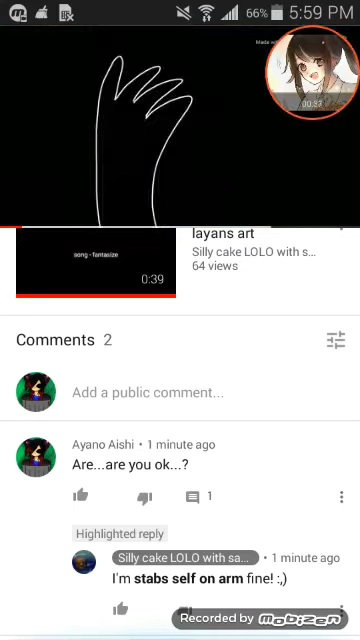 66% 5:59 PM
Made with
00:37
song - fantasize
0:39
layans art
Silly cake LOLO with s...
64 views
Comments 2
Add a public comment...
Ayano Aishi • 1 minute ago
Are...are you ok...?
1
Highlighted reply
Silly cake LOLO with sa... • 1 minute ago
I'm stabs self on arm fine! :,)
Recorded by MOBIZEN